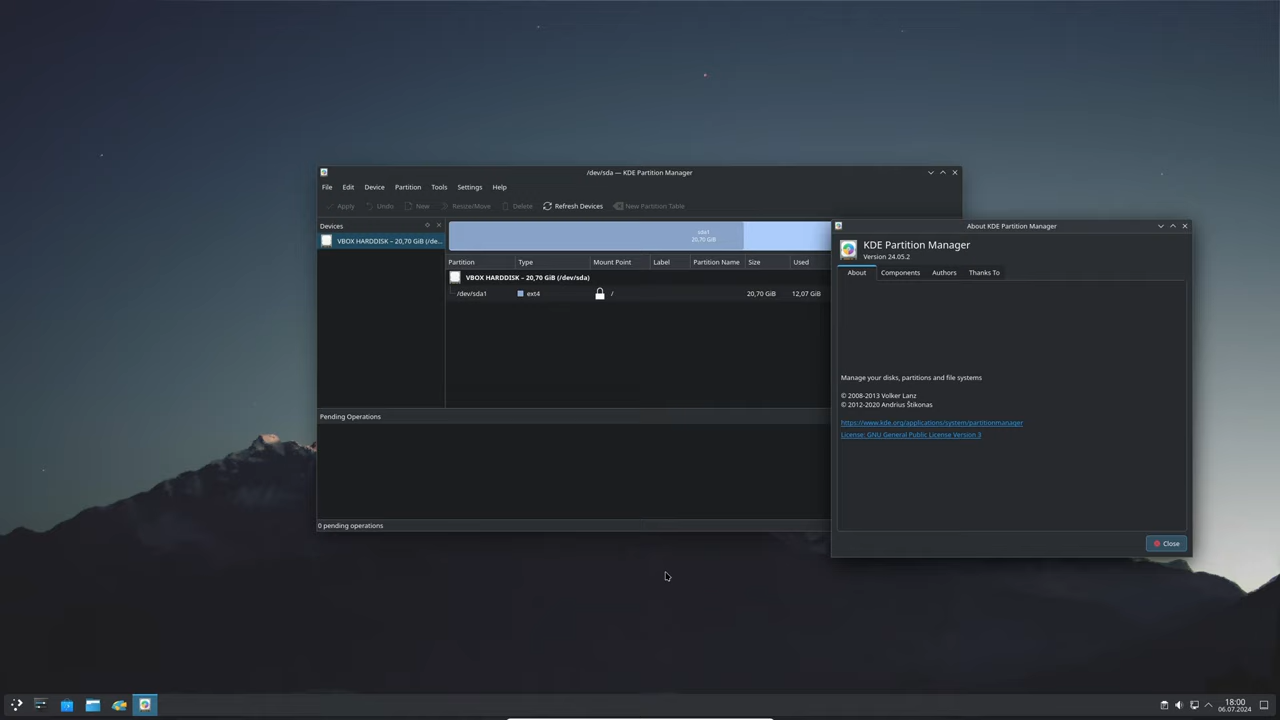 /dev/sda — KDE Partition Manager
File Edit Device Partition Tools Settings Help
Apply Undo New Resize/Move Delete Refresh Devices New Partition Table
Devices
VBOX HARDDISK – 20,70 GiB (/de...
sda1
20,70 GiB
Partition Type Mount Point Label Partition Name Size Used
VBOX HARDDISK – 20,70 GiB (/dev/sda)
/dev/sda1 ext4 / 20,70 GiB 12,07 GiB
Pending Operations
0 pending operations
About KDE Partition Manager
KDE Partition Manager
Version 24.05.2
About Components Authors Thanks To
Manage your disks, partitions and file systems
© 2008-2013 Volker Lanz
© 2012-2020 Andrius Štikonas
https://www.kde.org/applications/system/partitionmanager
License: GNU General Public License Version 3
Close
18:00
06.07.2024